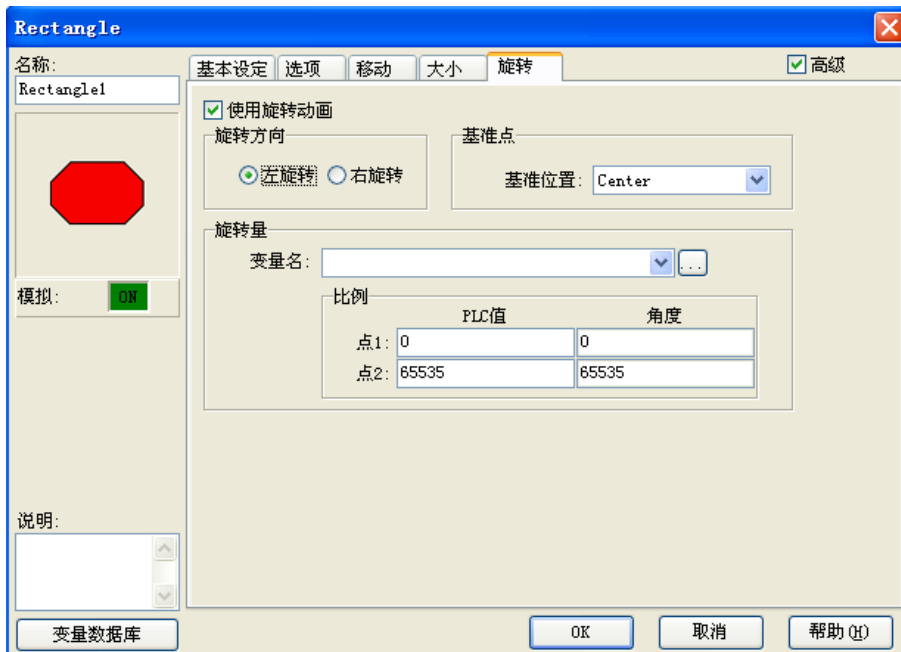 Rectangle
名称:
Rectangle1
基本设定 选项 移动 大小 旋转 高级
使用旋转动画
旋转方向
左旋转 右旋转
基准点
基准位置: Center
旋转量
变量名: ...
比例
PLC值 角度
点1: 0 0
点2: 65535 65535
模拟: ON
说明:
变量数据库
OK 取消 帮助(H)